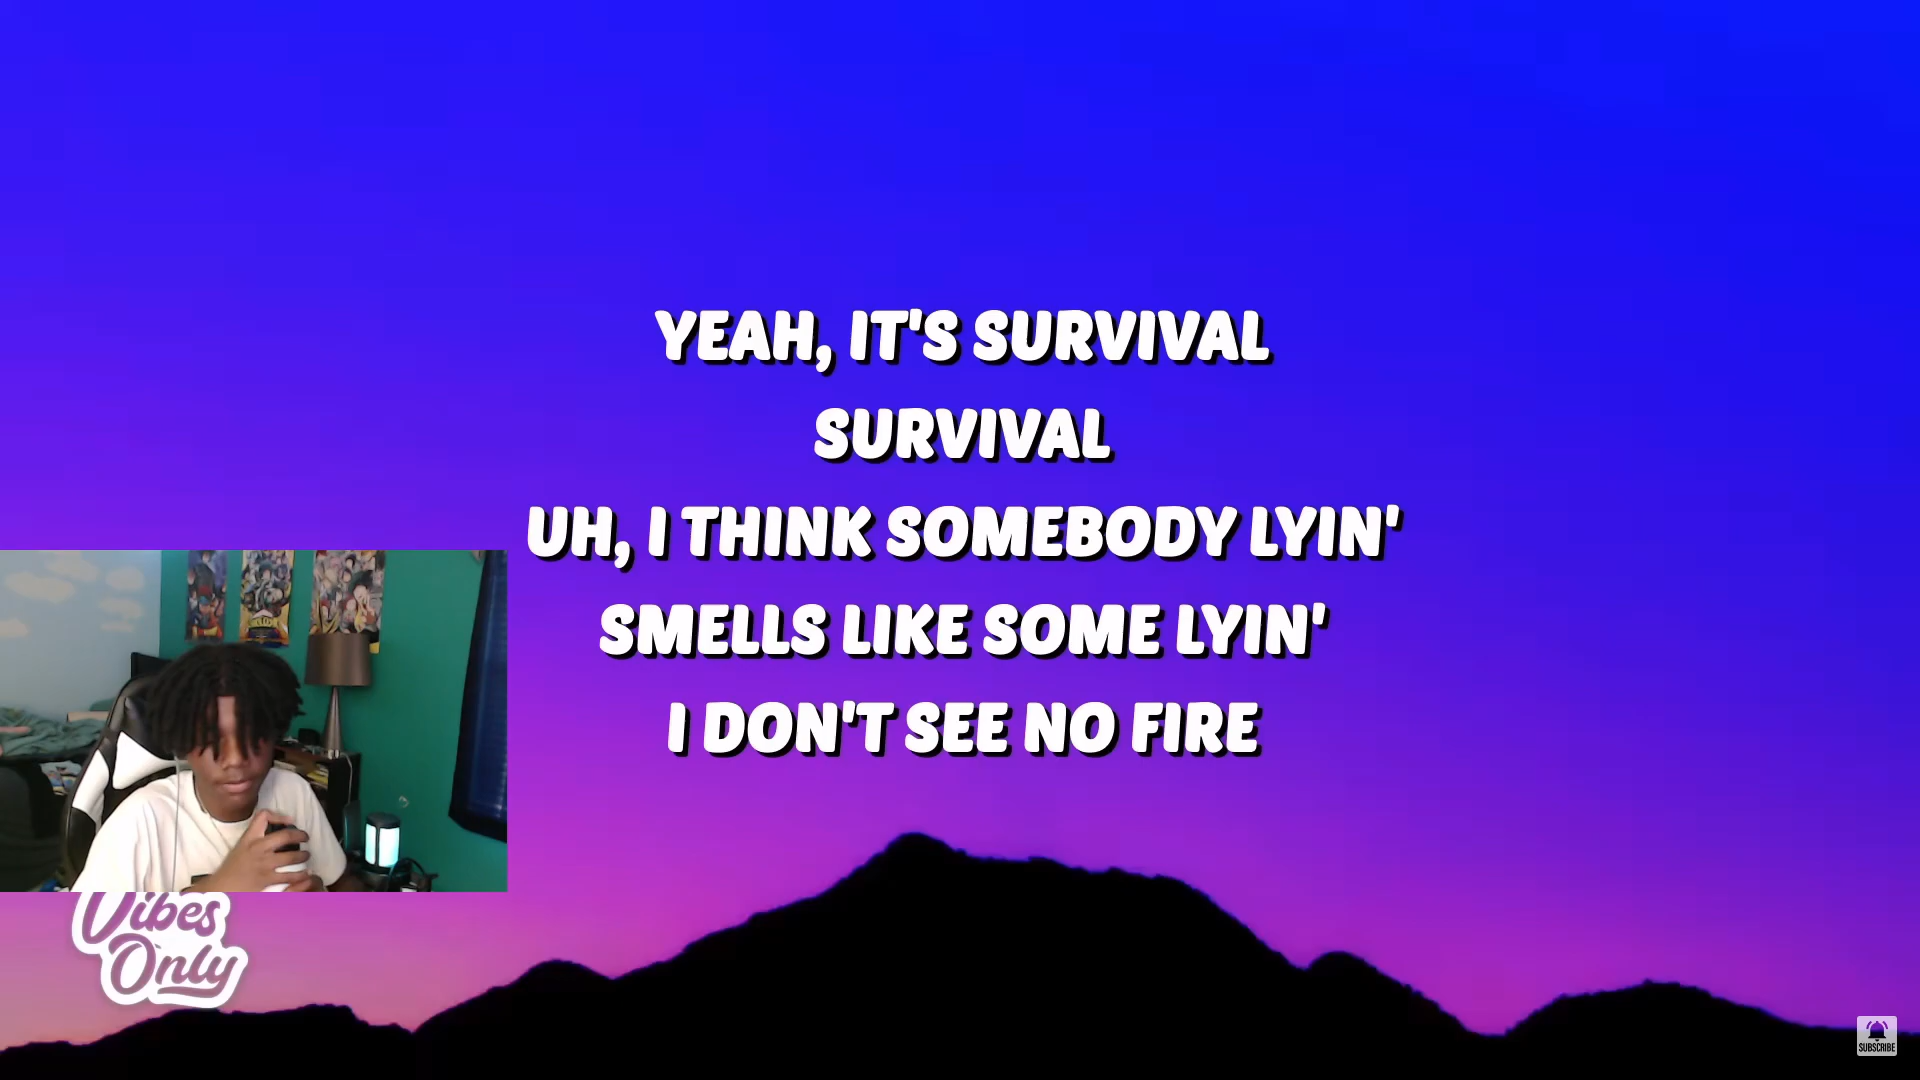 YEAH, IT'S SURVIVAL
SURVIVAL
UH, I THINK SOMEBODY LYIN'
SMELLS LIKE SOME LYIN'
I DON'T SEE NO FIRE
Vibes
Only
SUBSCRIBE